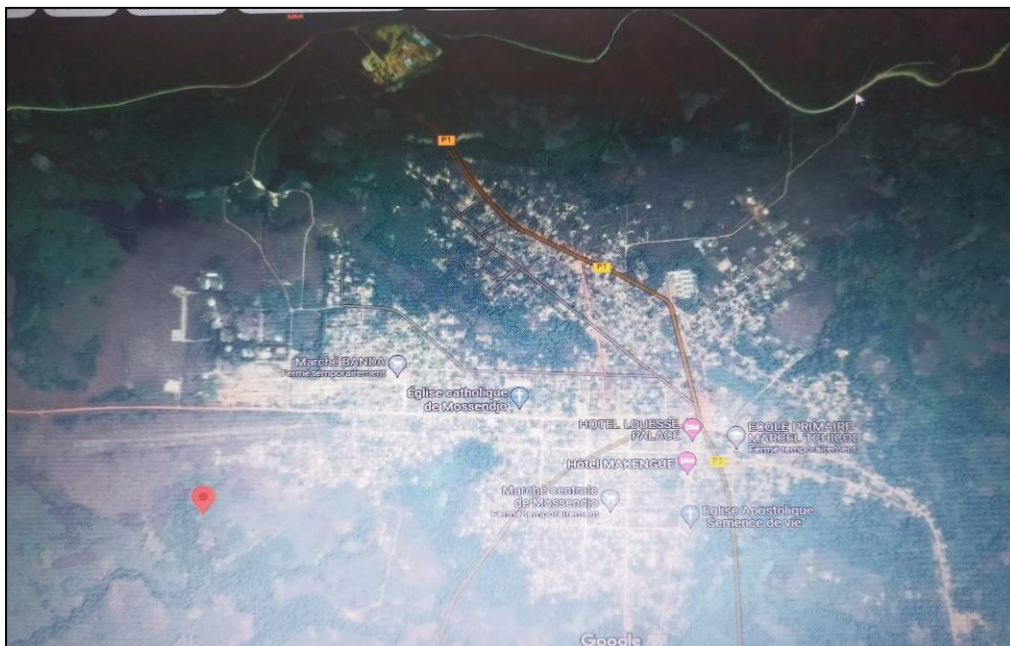 P1
P1
Marché BANDA
Fermé temporairement
Église catholique
de Mossendjo
HOTEL LOUESSE
PALACE
ECOLE PRIMAIRE
MARCEL TCHICOU
Fermé temporairement
Hôtel MAKENGUE
P1
Marché centrale
de Mossendjo
Fermé temporairement
Eglise Apostolique
'Semence de vie'
Google